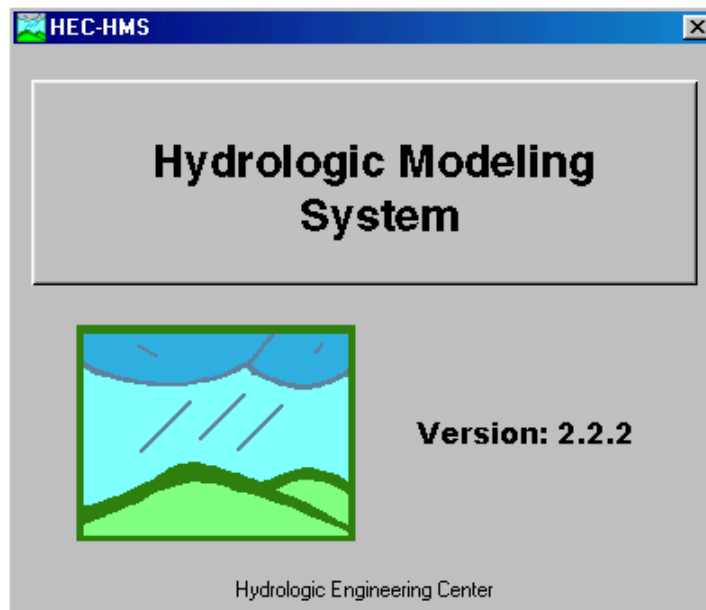 HEC-HMS
Hydrologic Modeling
System
Version: 2.2.2
Hydrologic Engineering Center